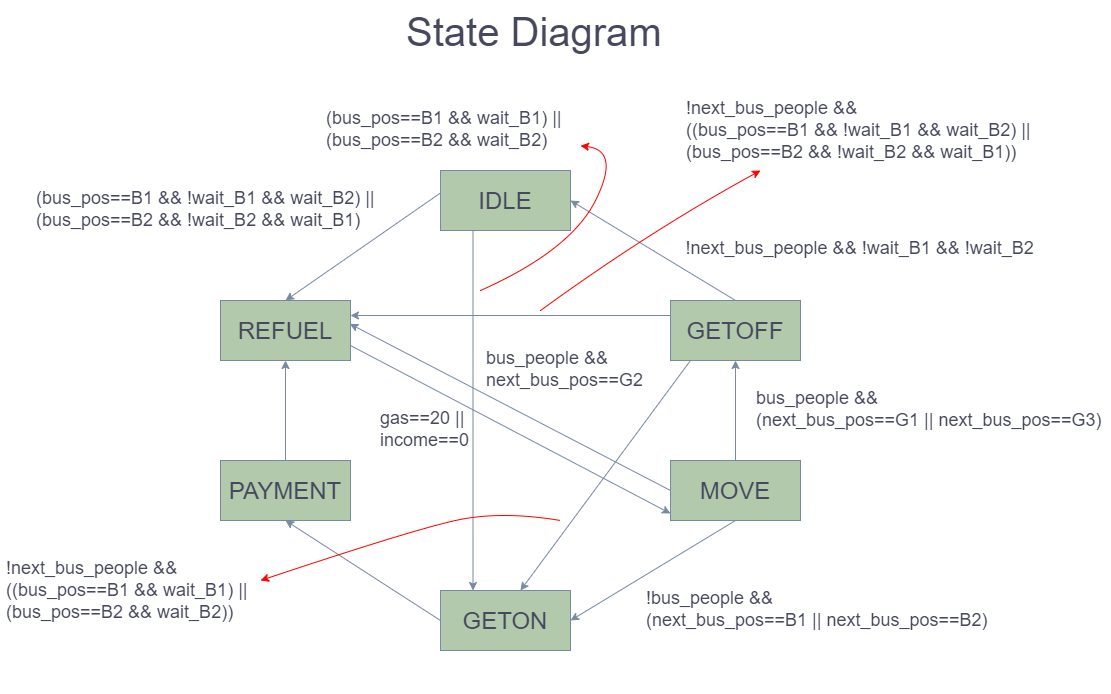 State Diagram
(bus_pos==B1 && wait_B1) ||
(bus_pos==B2 && wait_B2)
!next_bus_people &&
((bus_pos==B1 && !wait_B1 && wait_B2) ||
(bus_pos==B2 && !wait_B2 && wait_B1))
(bus_pos==B1 && !wait_B1 && wait_B2) ||
(bus_pos==B2 && !wait_B2 && wait_B1)
IDLE
!next_bus_people && !wait_B1 && !wait_B2
REFUEL
GETOFF
bus_people &&
next_bus_pos==G2
gas==20 ||
income==0
bus_people &&
(next_bus_pos==G1 || next_bus_pos==G3)
PAYMENT
MOVE
!next_bus_people &&
((bus_pos==B1 && wait_B1) ||
(bus_pos==B2 && wait_B2))
GETON
!bus_people &&
(next_bus_pos==B1 || next_bus_pos==B2)